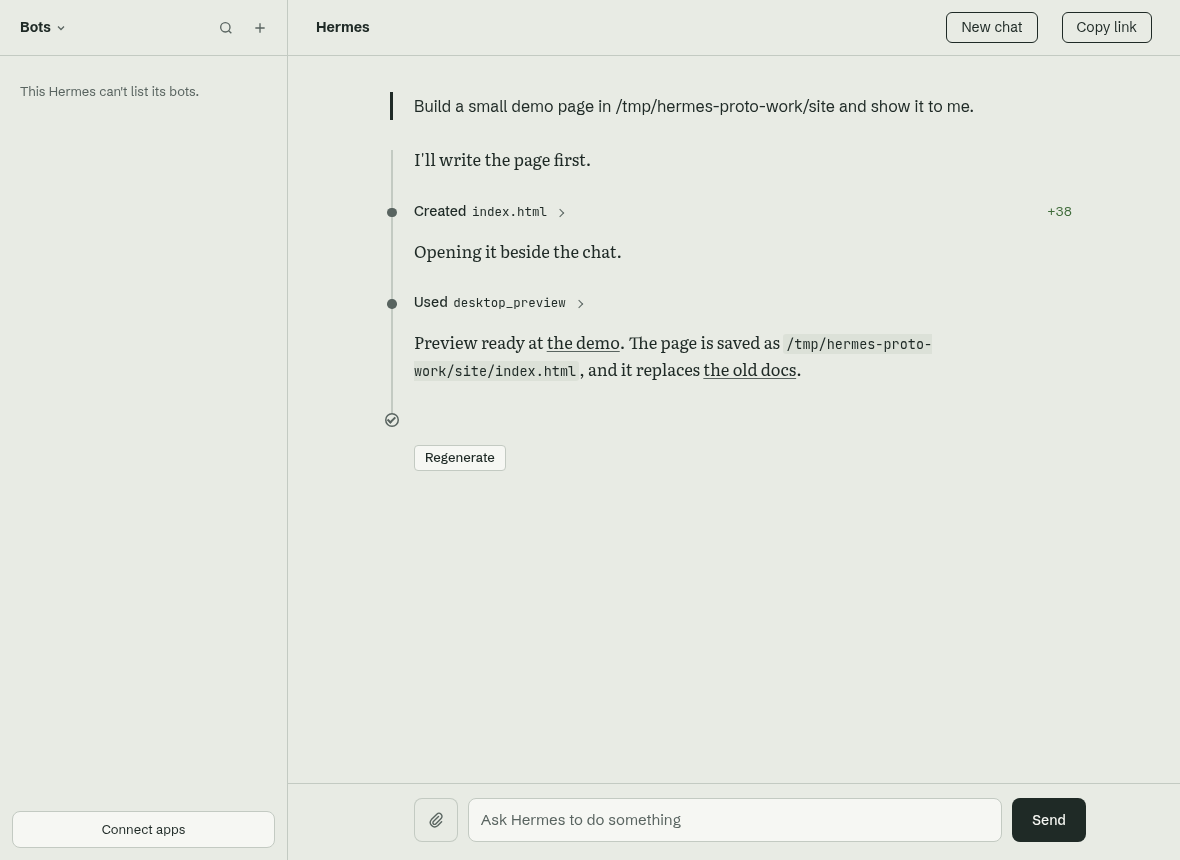 Bots
Hermes
New chat
Copy link
This Hermes can't list its bots.
Build a small demo page in /tmp/hermes-proto-work/site and show it to me.
I'll write the page first.
Created index.html
+38
Opening it beside the chat.
Used desktop_preview
Preview ready at the demo. The page is saved as /tmp/hermes-proto-
work/site/index.html, and it replaces the old docs.
Regenerate
Connect apps
Ask Hermes to do something
Send